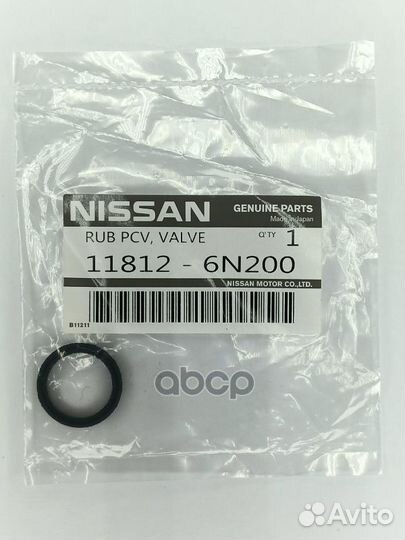 NISSAN
GENUINE PARTS
Made in Japan
RUB PCV, VALVE Q'TY 1
11812 - 6N200
NISSAN MOTOR CO.,LTD.
B11211
abcp
Avito